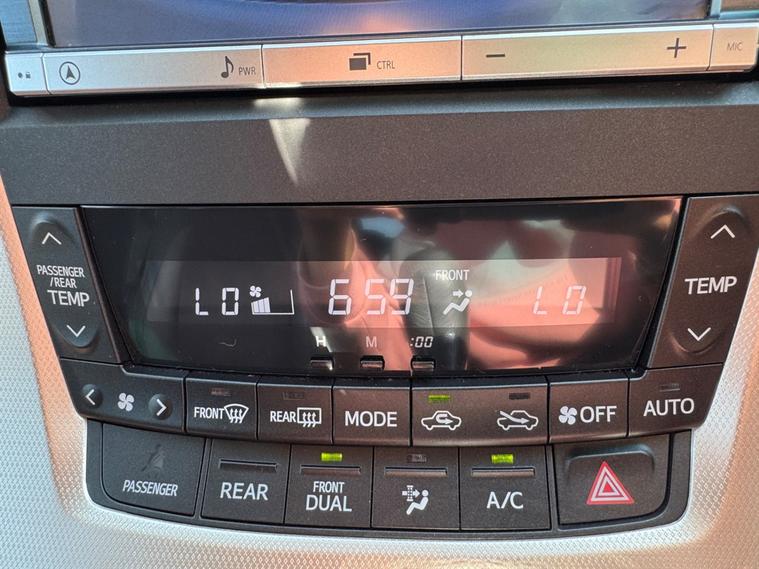 PWR CTRL − + MIC
PASSENGER
/REAR
TEMP
LO 6:59 FRONT LO
H M :00
TEMP
FRONT REAR MODE OFF AUTO
PASSENGER REAR FRONT
DUAL A/C